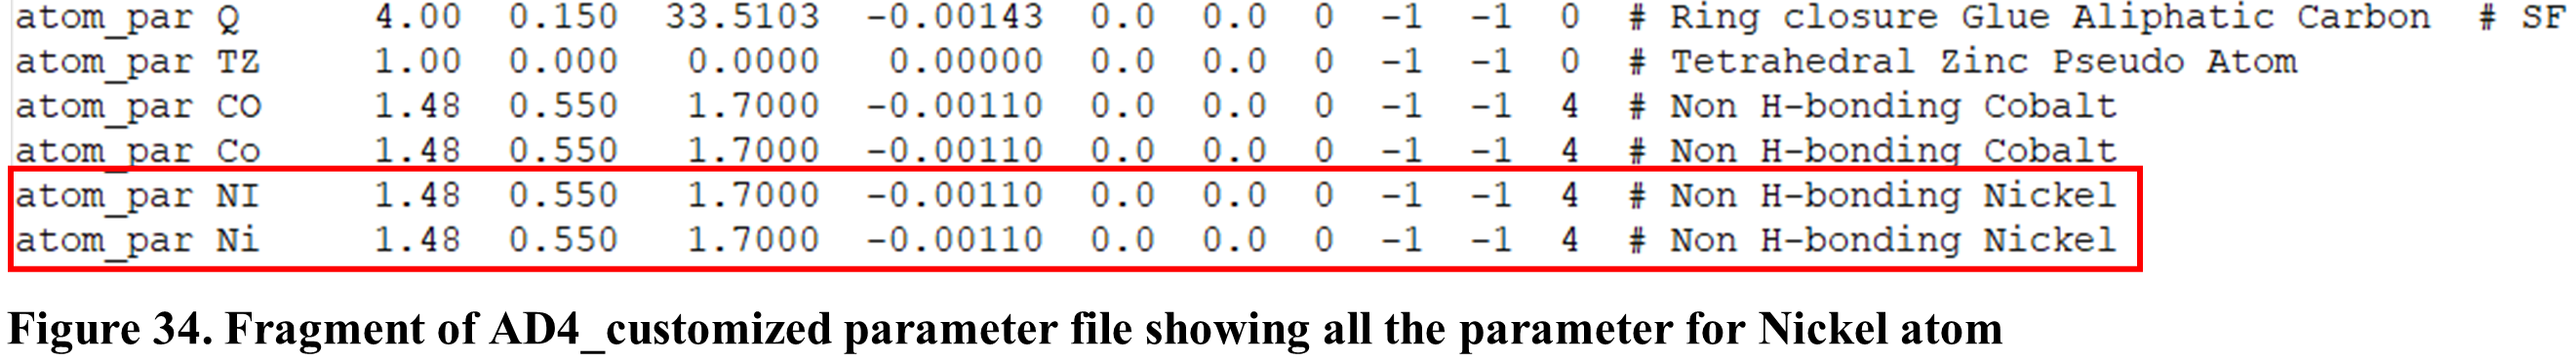 atom_par Q 4.00 0.150 33.5103 -0.00143 0.0 0.0 0 -1 -1 0 # Ring closure Glue Aliphatic Carbon # SF
atom_par TZ 1.00 0.000 0.0000 0.00000 0.0 0.0 0 -1 -1 0 # Tetrahedral Zinc Pseudo Atom
atom_par CO 1.48 0.550 1.7000 -0.00110 0.0 0.0 0 -1 -1 4 # Non H-bonding Cobalt
atom_par Co 1.48 0.550 1.7000 -0.00110 0.0 0.0 0 -1 -1 4 # Non H-bonding Cobalt
atom_par NI 1.48 0.550 1.7000 -0.00110 0.0 0.0 0 -1 -1 4 # Non H-bonding Nickel
atom_par Ni 1.48 0.550 1.7000 -0.00110 0.0 0.0 0 -1 -1 4 # Non H-bonding Nickel
Figure 34. Fragment of AD4_customized parameter file showing all the parameter for Nickel atom